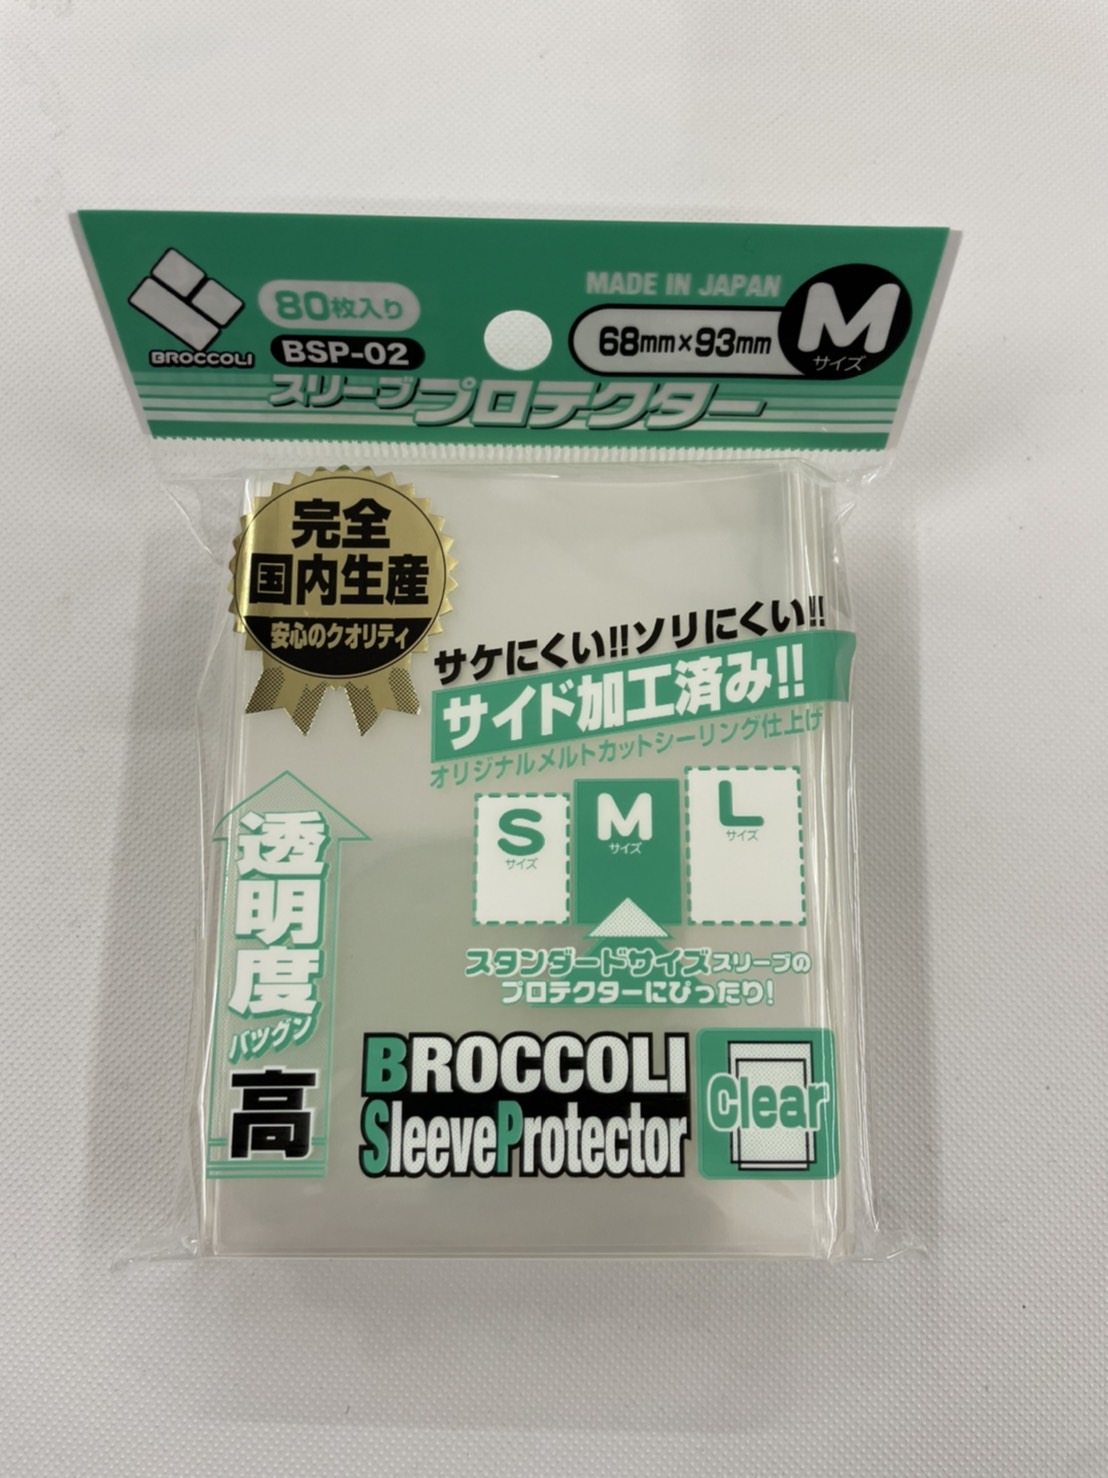 BROCCOLI
80枚入り
BSP-02
MADE IN JAPAN
68mm×93mm
M
サイズ
スリーブプロテクター
完全
国内生産
安心のクオリティ
サケにくい!!ソリにくい!!
サイド加工済み!!
オリジナルメルトカットシーリング仕上げ
S
サイズ
M
サイズ
L
サイズ
スタンダードサイズスリーブの
プロテクターにぴったり!
透明度
バツグン
高
BROCCOLI
SleeveProtector
Clear